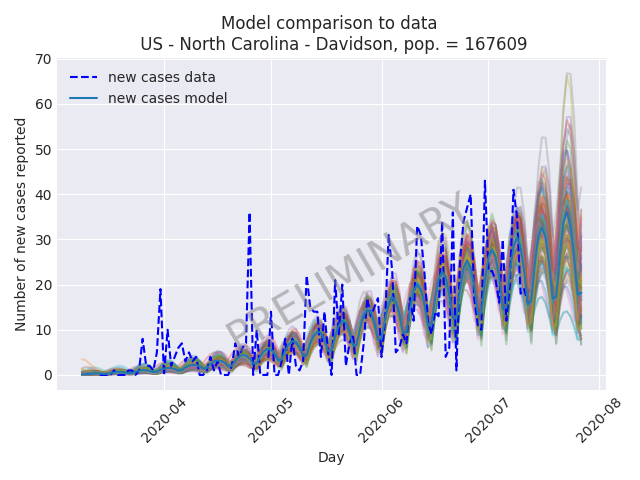 Model comparison to data
US - North Carolina - Davidson, pop. = 167609
new cases data
new cases model
PRELIMINARY
Number of new cases reported
70
60
50
40
30
20
10
0
2020-04
2020-05
2020-06
2020-07
2020-08
Day